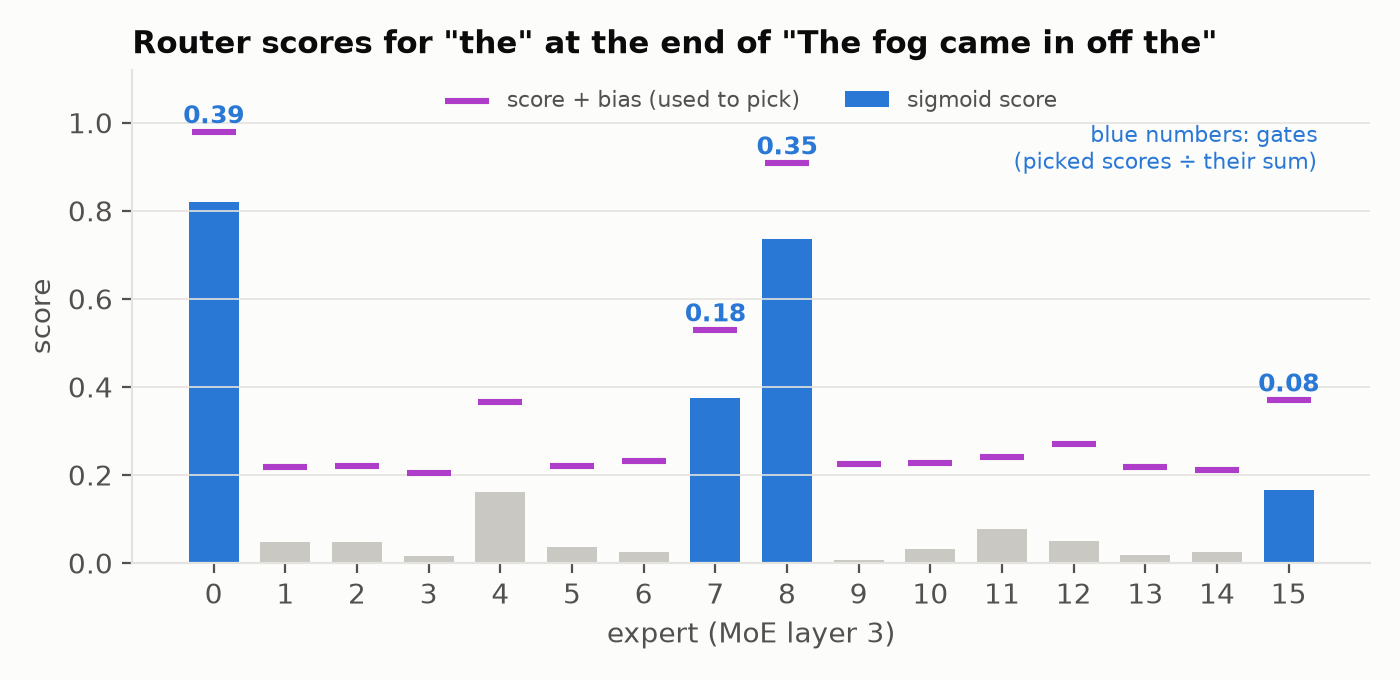 Router scores for "the" at the end of "The fog came in off the"
score + bias (used to pick)
sigmoid score
blue numbers: gates
(picked scores ÷ their sum)
0.39
0.35
0.18
0.08
score
1.0
0.8
0.6
0.4
0.2
0.0
0 1 2 3 4 5 6 7 8 9 10 11 12 13 14 15
expert (MoE layer 3)